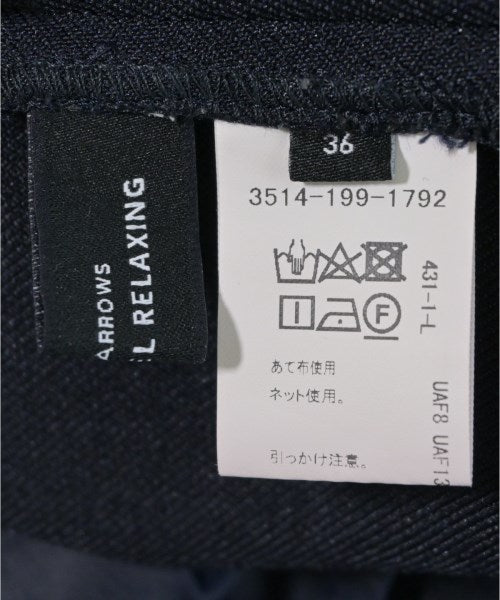 ARROWS
L RELAXING
36
3514-199-1792
431-1-L
F
あて布使用
ネット使用。
引っかけ注意。
UAF8 UAF13